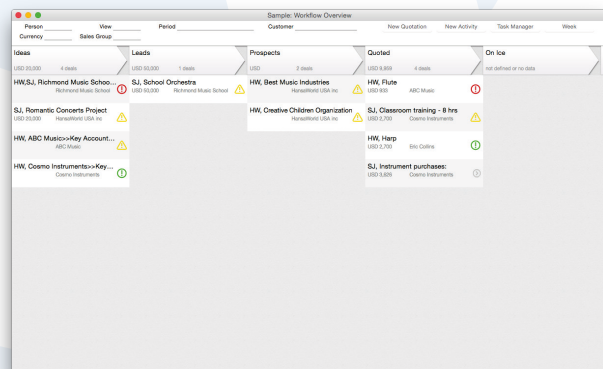 Sample: Workflow Overview
Person View Period Customer New Quotation New Activity Task Manager Week
Currency Sales Group
Ideas Leads Prospects Quoted On Ice
USD 20,000 4 deals USD 50,000 1 deals USD 2 deals USD 9,859 4 deals not defined or no data
HW,SJ, Richmond Music Schoo... SJ, School Orchestra HW, Best Music Industries HW, Flute
Richmond Music School USD 50,000 Richmond Music School HansaWorld USA inc USD 933 ABC Music
SJ, Romantic Concerts Project HW, Creative Children Organization SJ, Classroom training - 8 hrs
USD 20,000 HansaWorld USA inc HansaWorld USA inc USD 2,700 Cosmo Instruments
HW, ABC Music>>Key Account... HW, Harp
ABC Music USD 2,700 Eric Collins
HW, Cosmo Instruments>>Key... SJ, Instrument purchases:
Cosmo Instruments USD 3,625 Cosmo Instruments